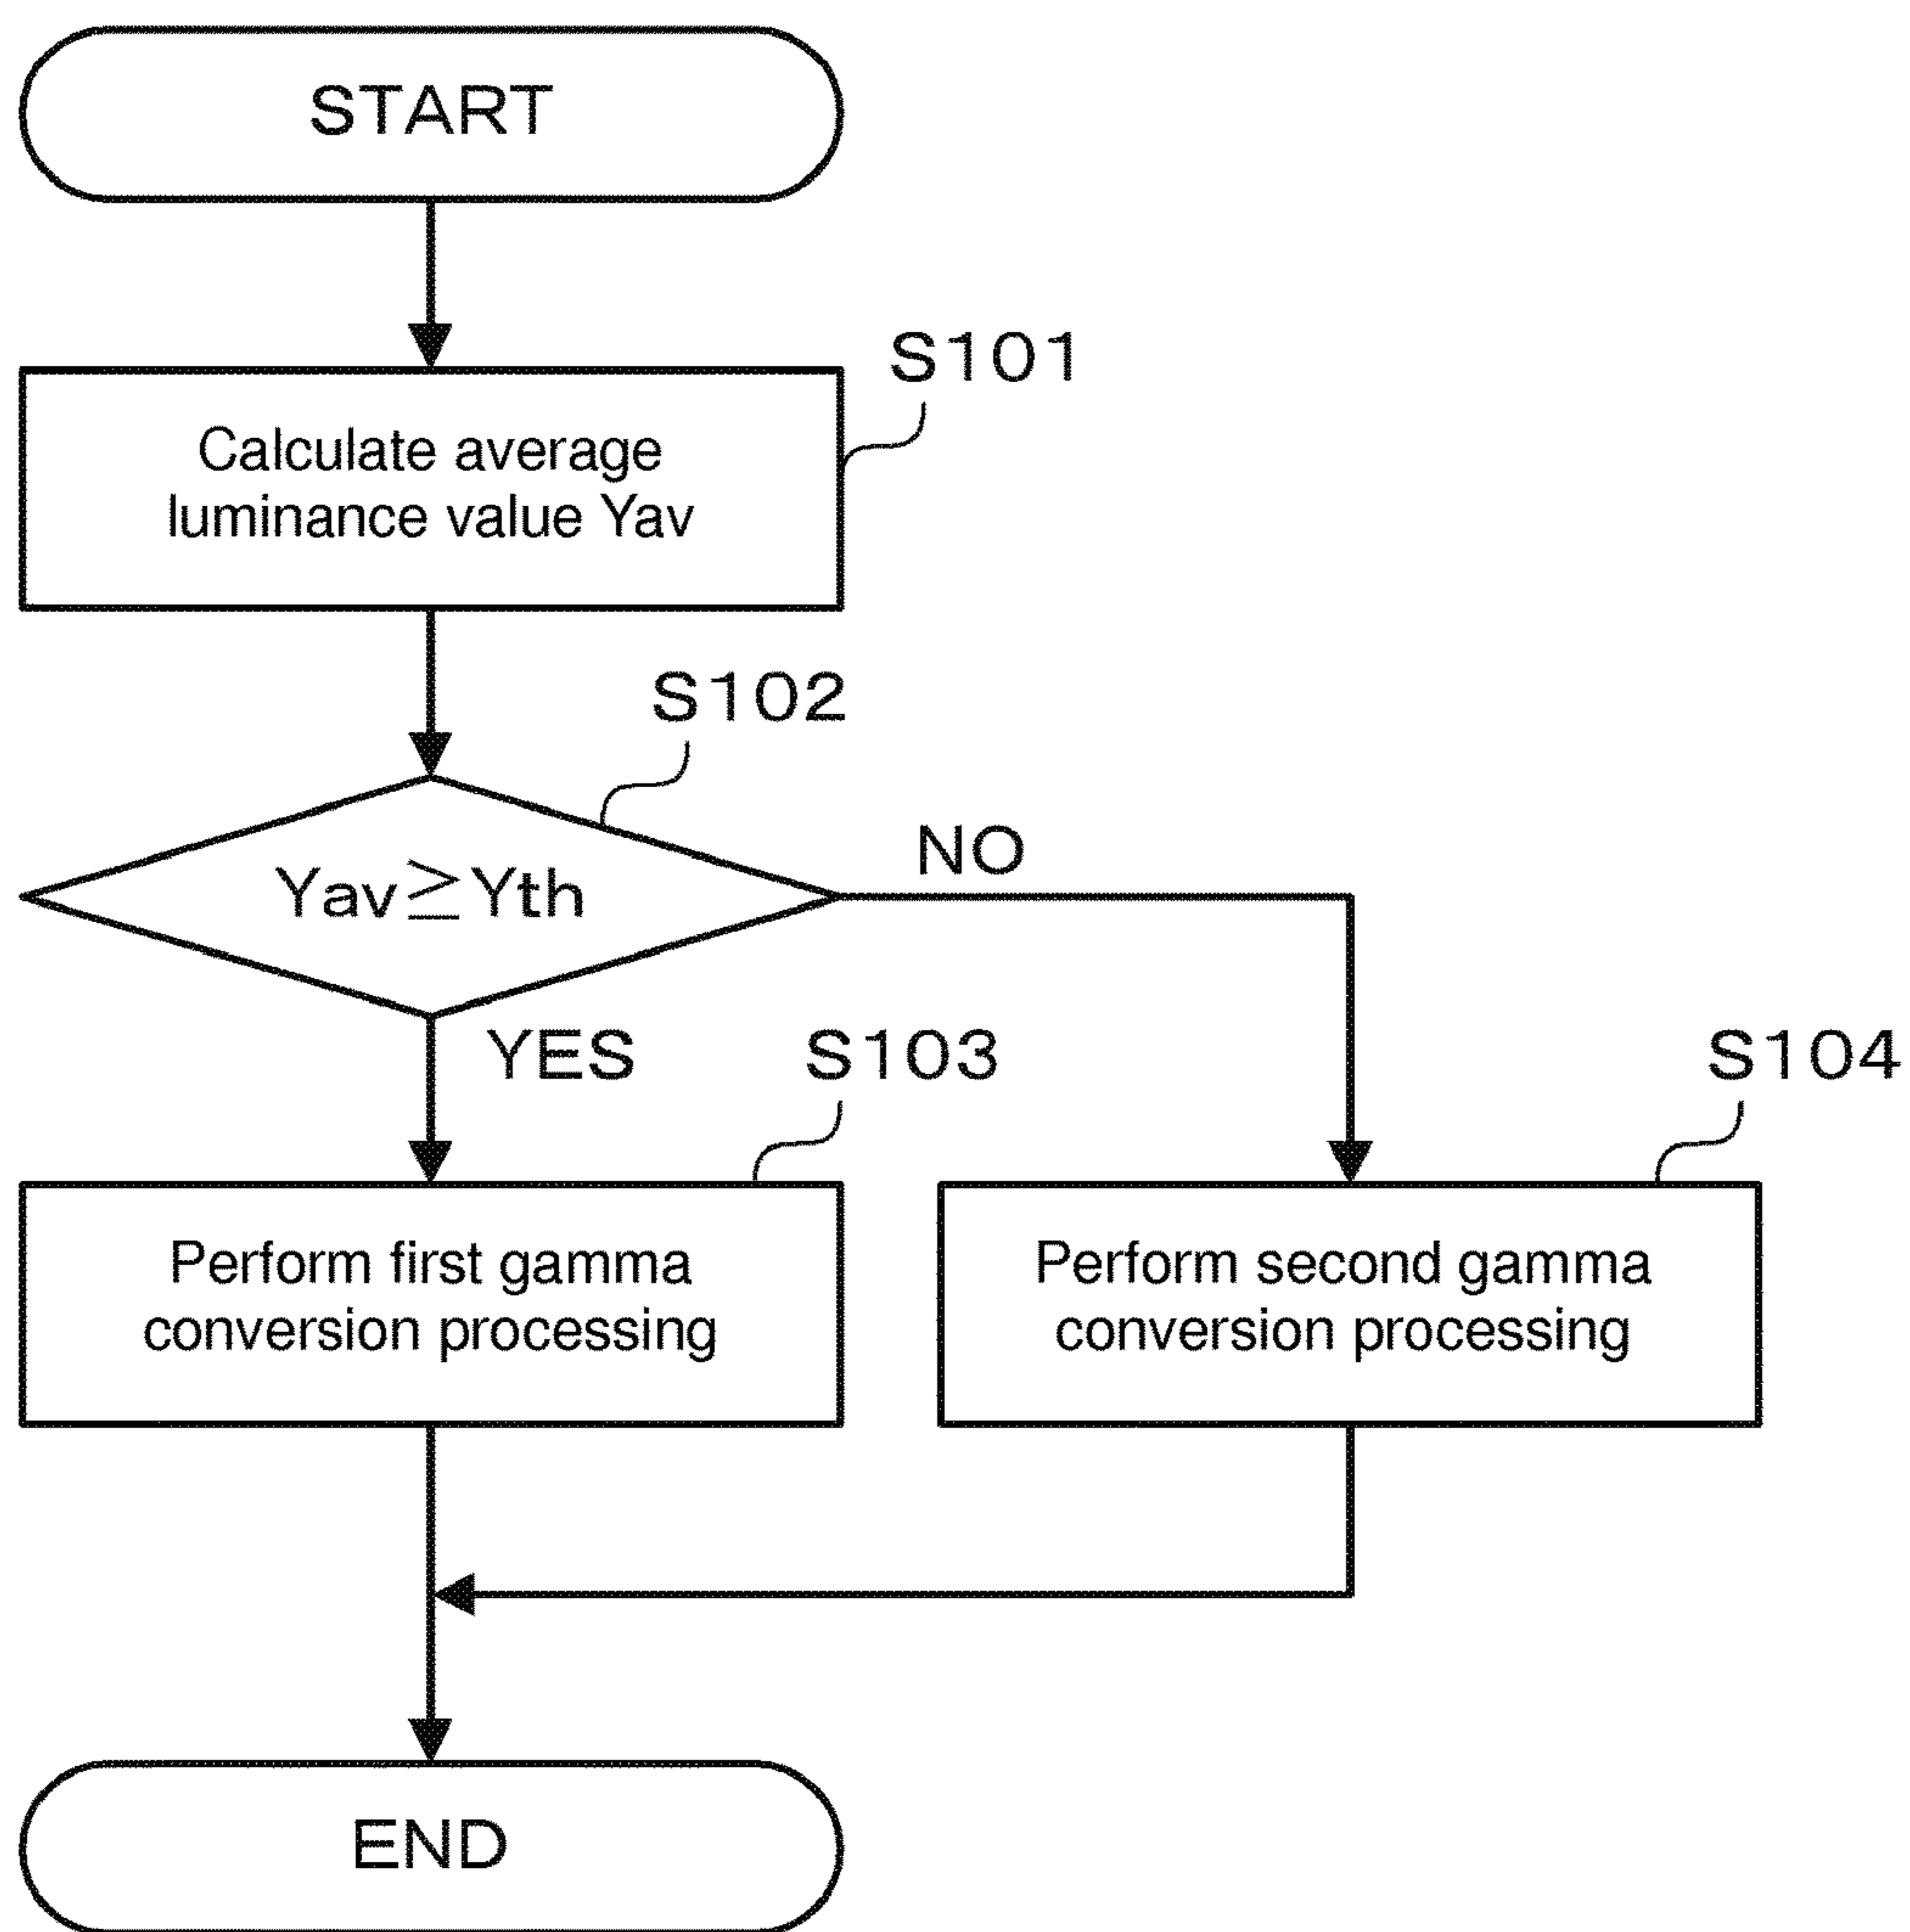 START
S101
Calculate average
luminance value Yav
S102
Yav≧Yth
NO
YES
S103
S104
Perform first gamma
conversion processing
Perform second gamma
conversion processing
END